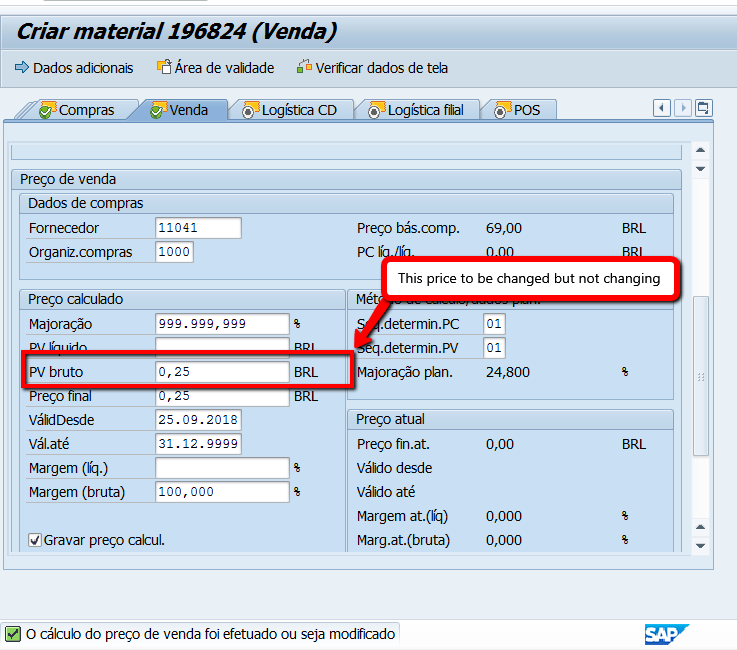 Criar material 196824 (Venda)
Dados adicionais Área de validade Verificar dados de tela
Compras Venda Logística CD Logística filial POS
Preço de venda
Dados de compras
Fornecedor 11041 Preço bás.comp. 69,00 BRL
Organiz.compras 1000 PC líq./líq. 0,00 BRL
This price to be changed but not changing
Preço calculado
Majoração 999.999,999 % Seq.determin.PC 01
PV líquido BRL Seq.determin.PV 01
PV bruto 0,25 BRL Majoração plan. 24,800 %
Preço final 0,25 BRL
VálidDesde 25.09.2018 Preço atual
Vál.até 31.12.9999 Preço fin.at. 0,00 BRL
Margem (líq.) % Válido desde
Margem (bruta) 100,000 % Válido até
Margem at.(líq) 0,000 %
Gravar preço calcul. Marg.at.(bruta) 0,000 %
O cálculo do preço de venda foi efetuado ou seja modificado
SAP